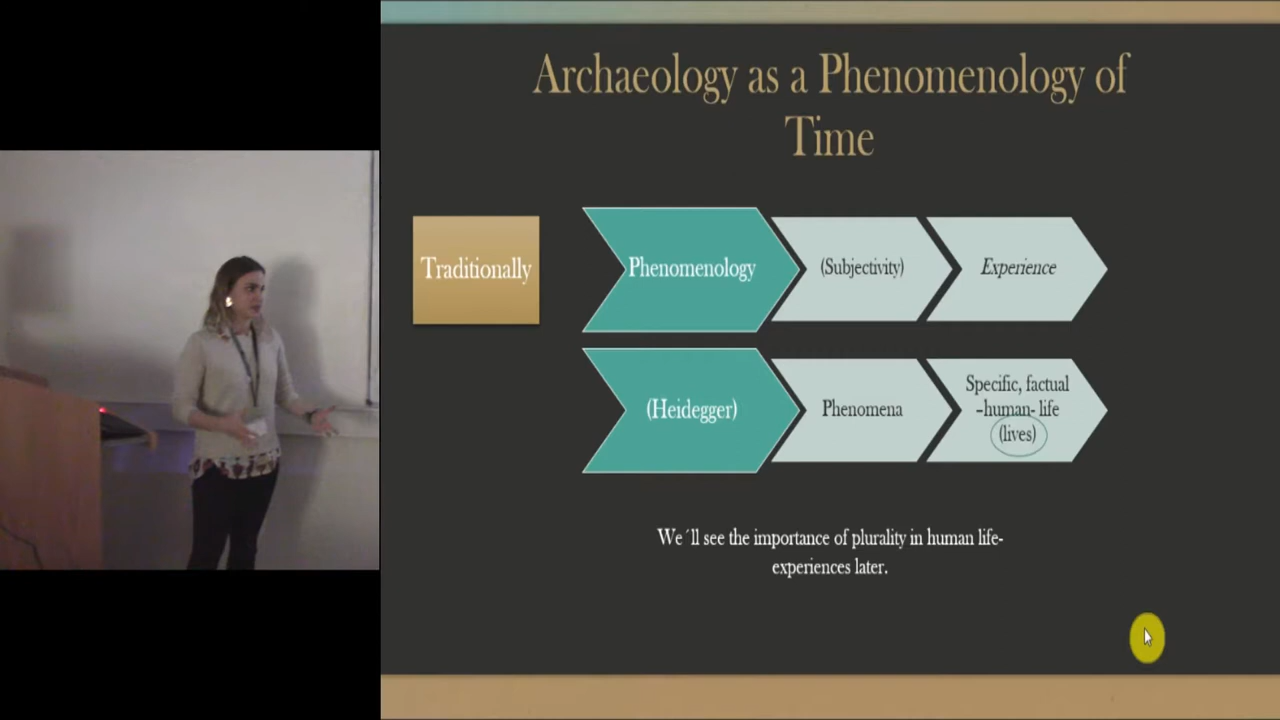 Archaeology as a Phenomenology of
Time
Traditionally
Phenomenology
(Subjectivity)
Experience
(Heidegger)
Phenomena
Specific, factual
–human- life
(lives)
We´ll see the importance of plurality in human life-
experiences later.